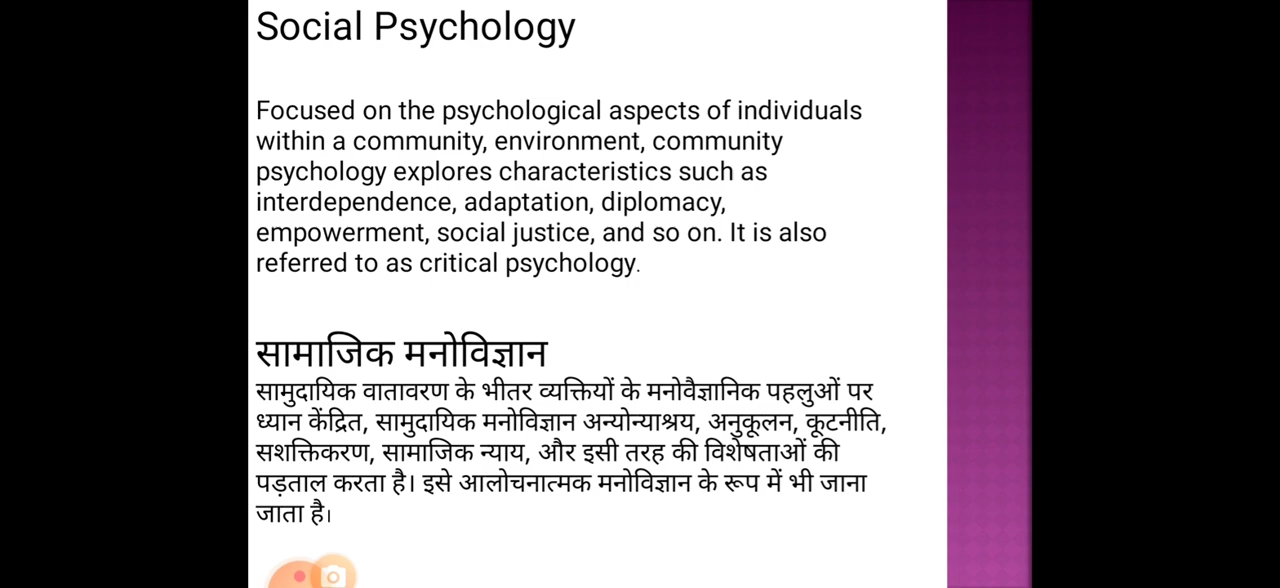 Social Psychology
Focused on the psychological aspects of individuals
within a community, environment, community
psychology explores characteristics such as
interdependence, adaptation, diplomacy,
empowerment, social justice, and so on. It is also
referred to as critical psychology.
सामाजिक मनोविज्ञान
सामुदायिक वातावरण के भीतर व्यक्तियों के मनोवैज्ञानिक पहलुओं पर
ध्यान केंद्रित, सामुदायिक मनोविज्ञान अन्योन्याश्रय, अनुकूलन, कूटनीति,
सशक्तिकरण, सामाजिक न्याय, और इसी तरह की विशेषताओं की
पड़ताल करता है। इसे आलोचनात्मक मनोविज्ञान के रूप में भी जाना
जाता है।